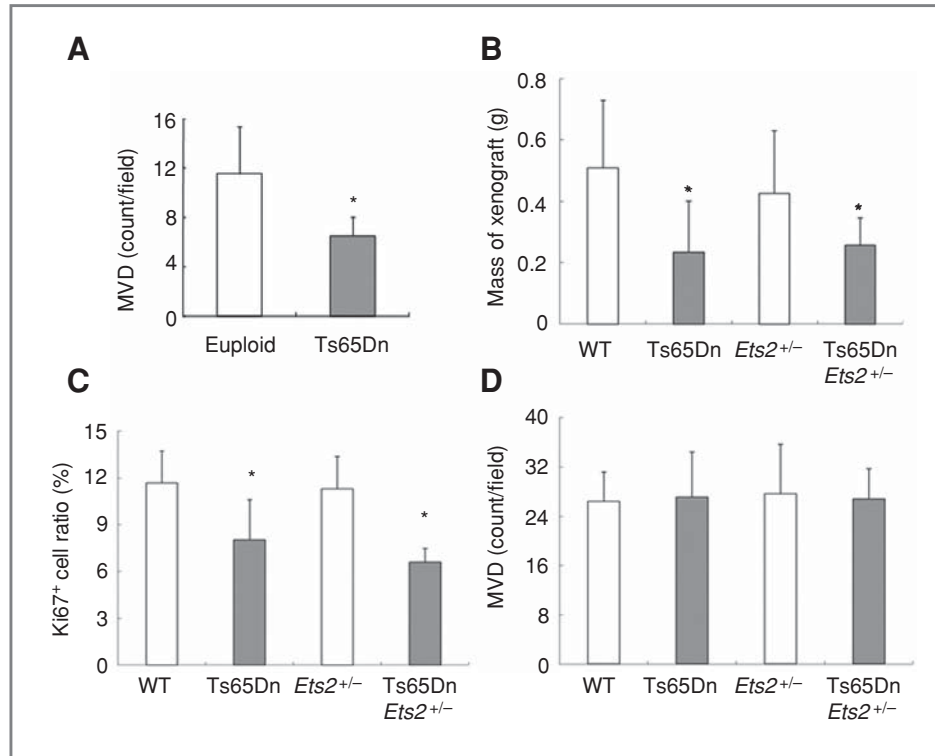 A
MVD (count/field)
16
12
8
4
0
*
Euploid Ts65Dn
B
Mass of xenograft (g)
0.8
0.6
0.4
0.2
0
* *
WT Ts65Dn Ets2+/– Ts65Dn
Ets2+/–
C
Ki67+ cell ratio (%)
15
12
9
6
3
0
* *
WT Ts65Dn Ets2+/– Ts65Dn
Ets2+/–
D
MVD (count/field)
40
32
24
16
8
0
WT Ts65Dn Ets2+/– Ts65Dn
Ets2+/–